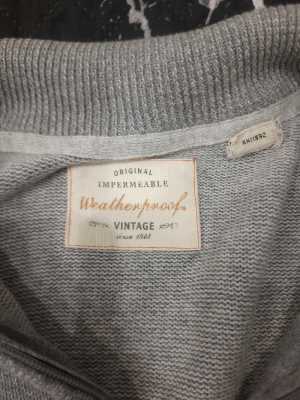 ORIGINAL
IMPERMEABLE
Weatherproof
VINTAGE
since 1948